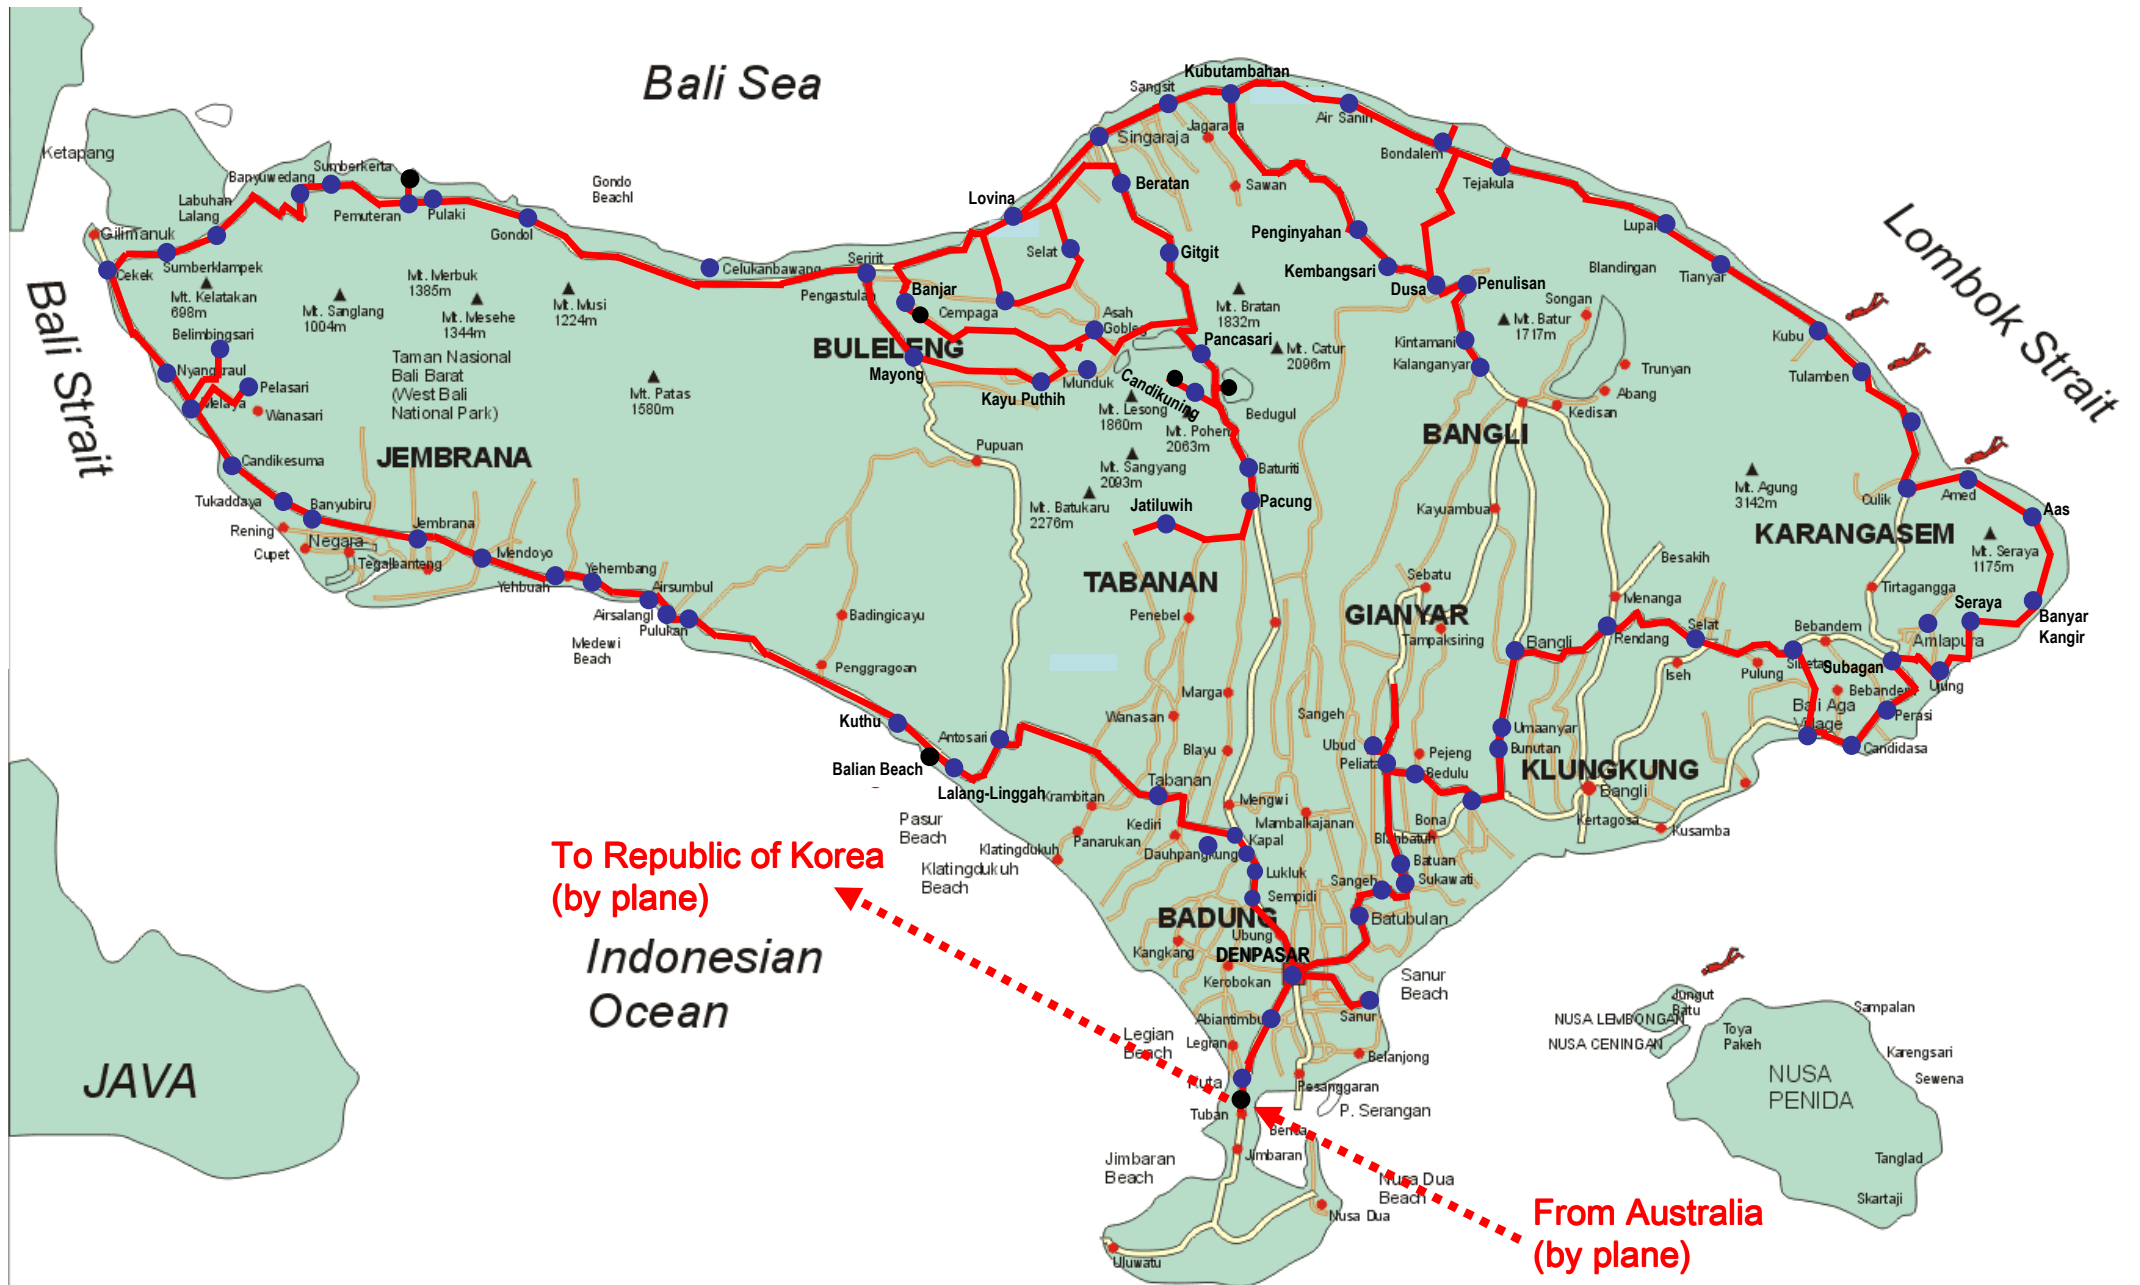 Bali Sea
Kubutambahan
Sangsit
Air Sanih
Singaraja
Jagaraga
Bondalem
Tejakula
Ketapang
Banyuwedang
Sumberkerta
Gondo
Beachl
Labuhan
Lalang
Pemuteran
Pulaki
Gondol
Lovina
Beratan
Sawan
Penginyahan
Lupak
Lombok Strait
Gilimanuk
Cekek
Sumberklampek
Celukanbawang
Seririt
Selat
Gitgit
Kembangsari
Dusa
Penulisan
Blandingan
Tianyar
Mt. Kelatakan
698m
Mt. Sanglang
1004m
Mt. Merbuk
1385m
Mt. Mesehe
1344m
Mt. Musi
1224m
Pengastulan
Banjar
Cempaga
Asah
Gobleg
Mt. Bratan
1832m
Songan
Mt. Batur
1717m
Bali Strait
Belimbingsari
Taman Nasional
Bali Barat
(West Bali
National Park)
BULELENG
Mayong
Pancasari
Mt. Catur
2096m
Kintamani
Kalanganyar
Kubu
Trunyan
Tulamben
Pelasari
Melaya
Wanasari
Mt. Patas
1580m
Kayu Puthih
Munduk
Candikuning
Mt. Lesong
1860m
Mt. Pohen
2063m
Bedugul
Abang
Kedisan
BANGLI
Candikesuma
JEMBRANA
Pupuan
Mt. Sangyang
2093m
Baturiti
Mt. Batukaru
2276m
Jatiluwih
Pacung
Kayuambua
Mt. Agung
3142m
Culik
Amed
Aas
KARANGASEM
Mt. Seraya
1175m
Tukaddaya
Banyubiru
Rening
Negara
Cupet
Jembrana
Tegalbanteng
Mendoyo
Yehbuah
Yehembang
Airsumbul
Airsalangi
Pulukan
Medewi
Beach
Badingicayu
Penggragoan
TABANAN
Penebel
Sebatu
GIANYAR
Tampaksiring
Besakih
Menanga
Rendang
Selat
Tirtagangga
Seraya
Banyar
Kangir
Bebandem
Amlapura
Bangli
Iseh
Pulung
Sibetan
Subagan
Ujung
Bebandem
Bali Aga
Village
Perasi
Candidasa
Kuthu
Antosari
Balian Beach
Lalang-Linggah
Marga
Wanasan
Blayu
Sangeh
Ubud
Peliatan
Pejeng
Bedulu
Umaanyar
Bunutan
KLUNGKUNG
Bangli
Kertagosa
Kusamba
Tabanan
Krambitan
Kediri
Panarukan
Mengwi
Mambalkajanan
Bona
Blahbatuh
Pasur
Beach
Klatingdukuh
Klatingdukuh
Beach
Dauhpangkung
Kapal
Lukluk
Sempidi
Batuan
Sukawati
Sangeh
Batubulan
To Republic of Korea
(by plane)
BADUNG
Ubung
Kangkang
DENPASAR
Kerobokan
Indonesian
Ocean
Sanur
Beach
Sanur
Abiantimbul
Legian
Beach
Legian
Belanjong
Kuta
Pesanggaran
Tuban
P. Serangan
Benoa
Jimbaran
Jimbaran
Beach
Nusa Dua
Beach
Nusa Dua
Uluwatu
JAVA
Jungut
Batu
NUSA LEMBONGAN
NUSA CENINGAN
Toya
Pakeh
Sampalan
Karengsari
Sewena
NUSA
PENIDA
Tanglad
Skartaji
From Australia
(by plane)